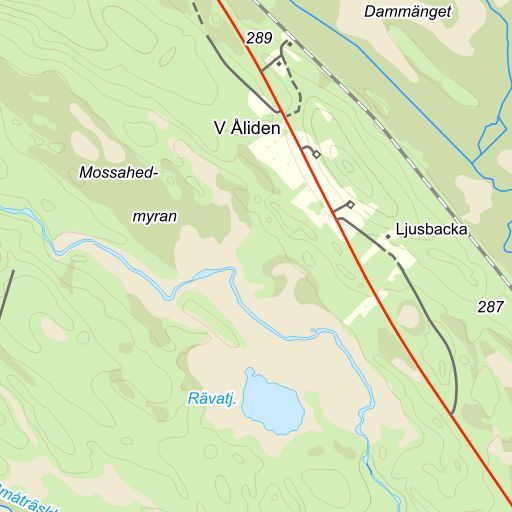 Dammänget
289
V Åliden
Mossahed-
myran
Ljusbacka
287
Rävatj.